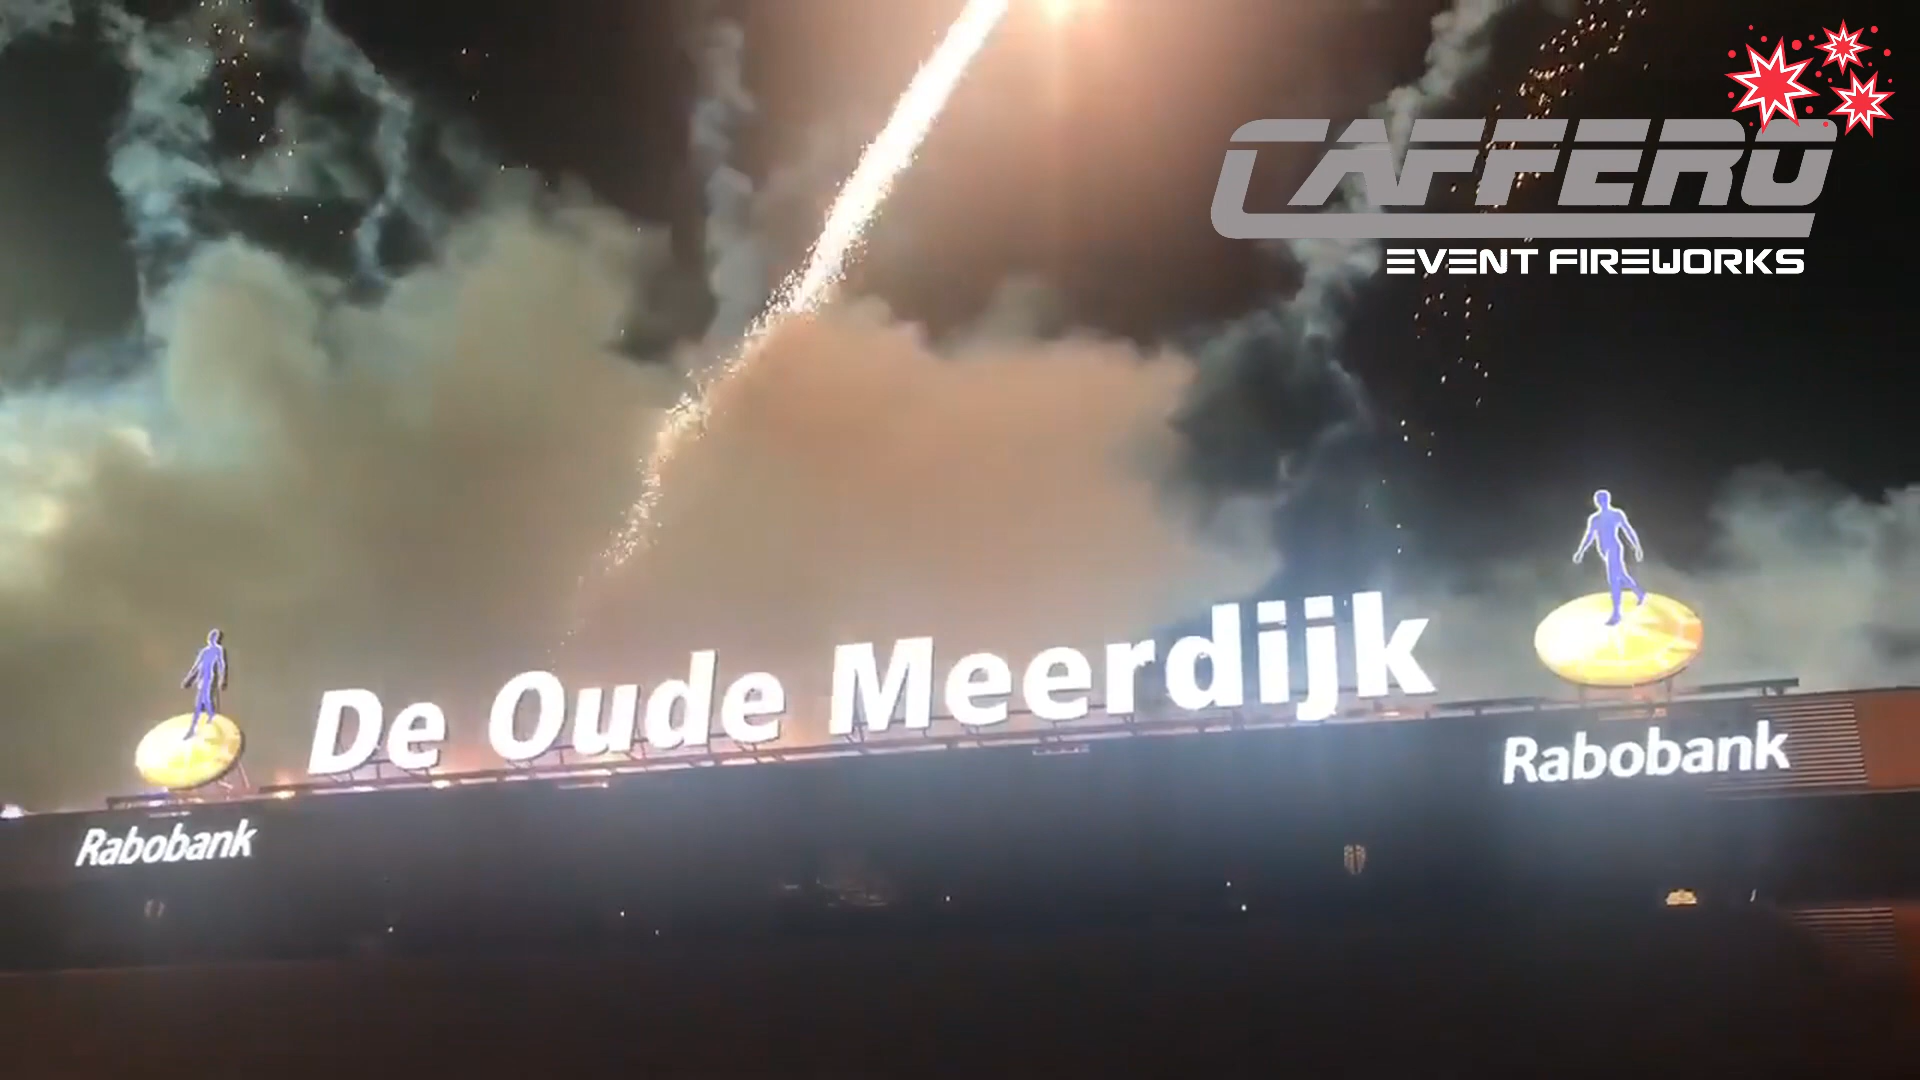 CAFFERO
EVENT FIREWORKS
De Oude Meerdijk
Rabobank
Rabobank